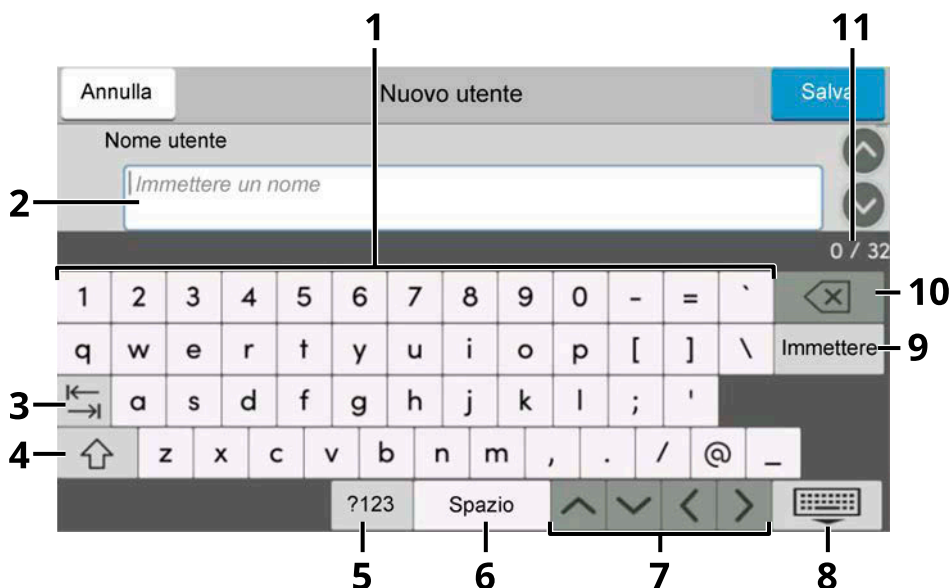 1 11
Annulla Nuovo utente Salva
Nome utente
Immettere un nome
2
0 / 32
1 2 3 4 5 6 7 8 9 0 - = `
10
q w e r t y u i o p [ ] \ Immettere
9
3
a s d f g h j k l ; '
4
z x c v b n m , . / @ _
?123 Spazio
5 6 7 8